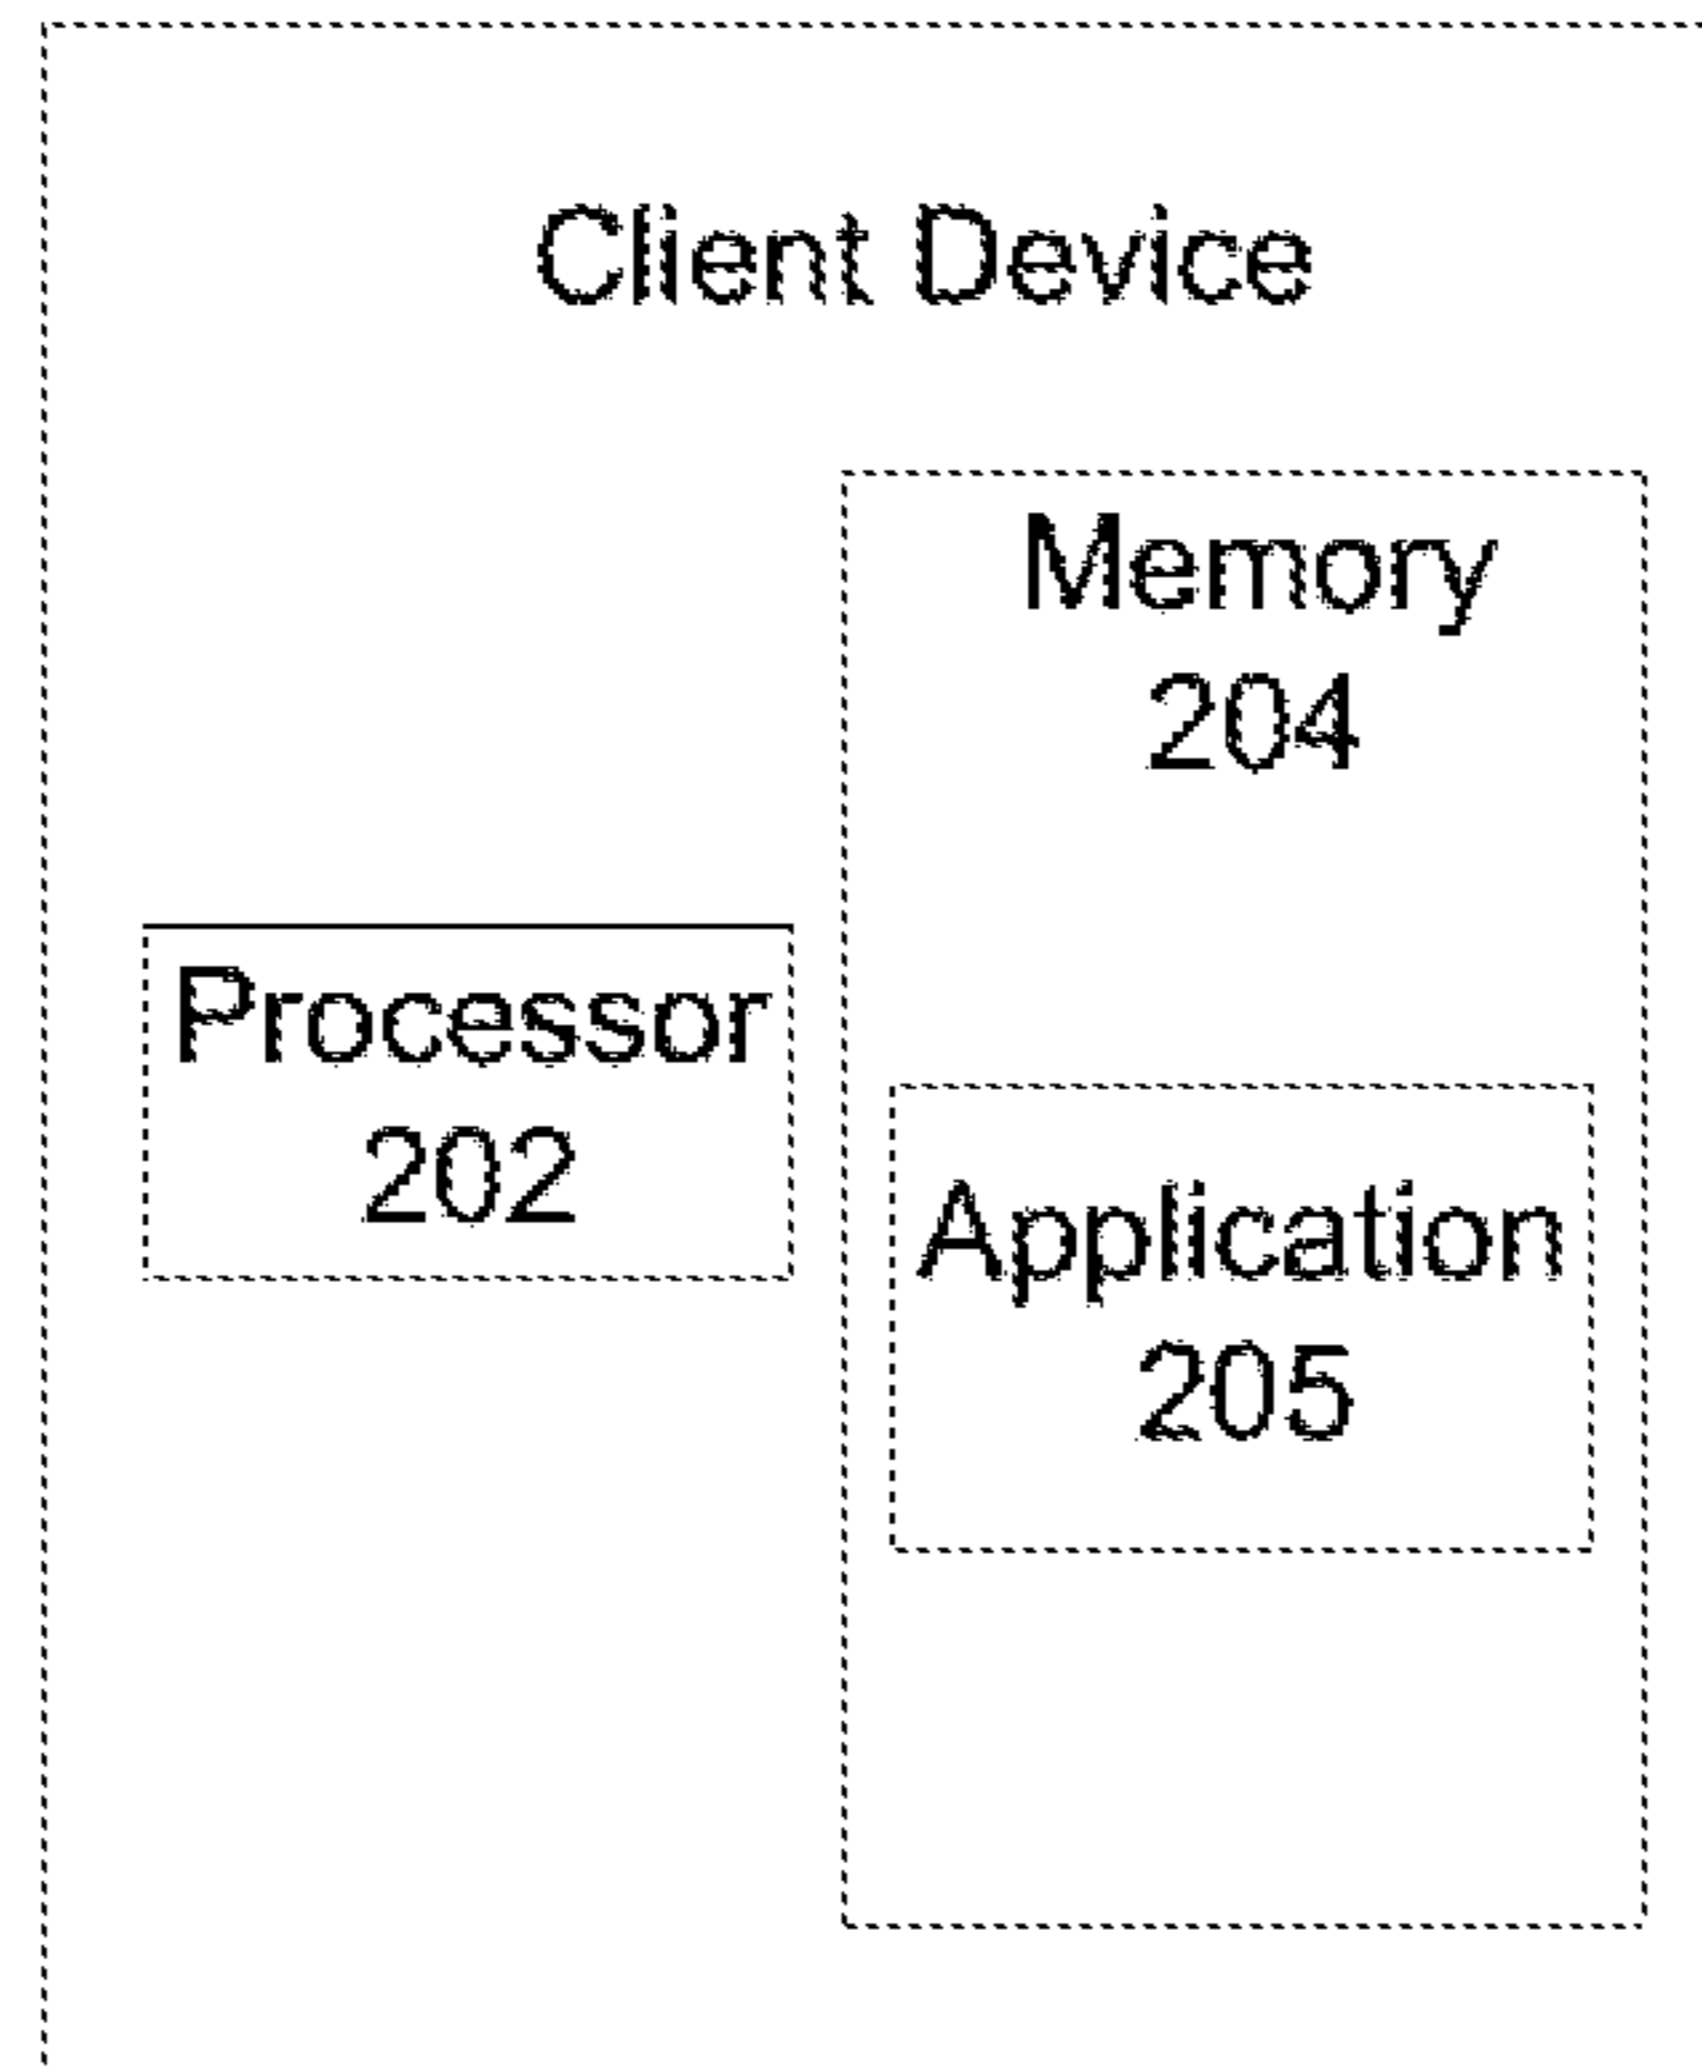 Client Device
Memory
204
Processor
202
Application
205